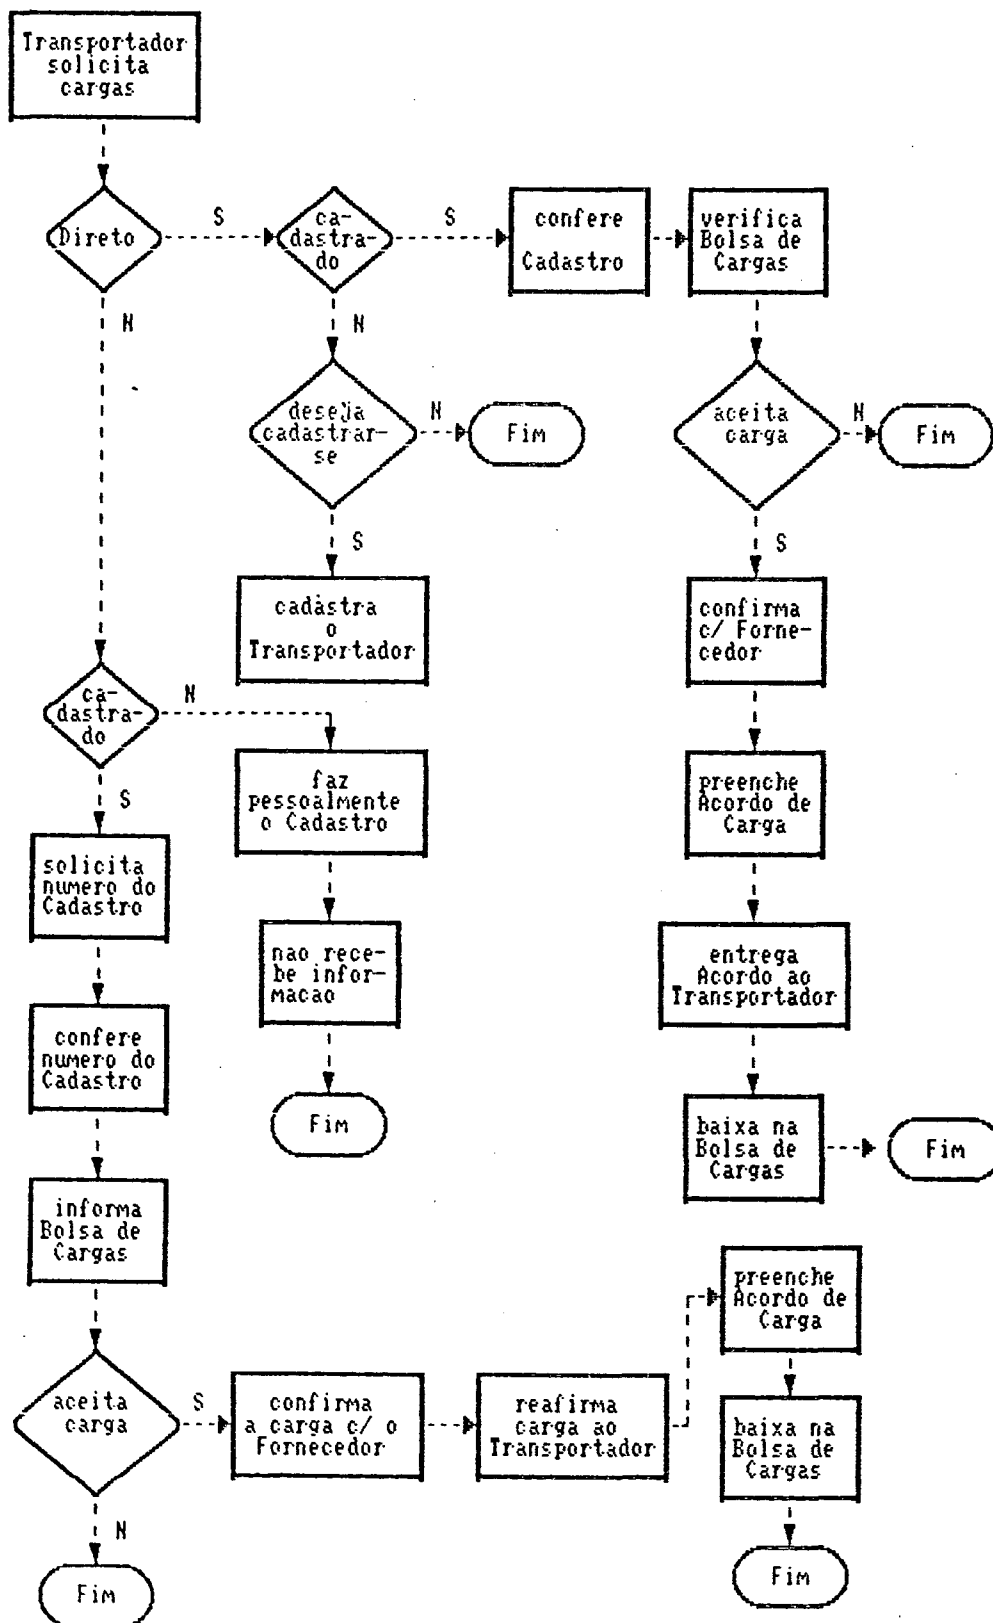 Transportador
solicita
cargas
Direto
S
ca-
dastra-
do
S
confere
Cadastro
verifica
Bolsa de
Cargas
N
N
deseja
cadastrar-
se
N
Fim
aceita
carga
N
Fim
S
S
cadastra
o
Transportador
confirma
c/ Forne-
cedor
ca-
dastra-
do
N
S
faz
pessoalmente
o Cadastro
preenche
Acordo de
Carga
solicita
numero do
Cadastro
nao rece-
be infor-
macao
entrega
Acordo ao
Transportador
confere
numero do
Cadastro
Fim
baixa na
Bolsa de
Cargas
Fim
informa
Bolsa de
Cargas
preenche
Acordo de
Carga
aceita
carga
S
confirma
a carga c/ o
Fornecedor
reafirma
carga ao
Transportador
baixa na
Bolsa de
Cargas
N
Fim
Fim